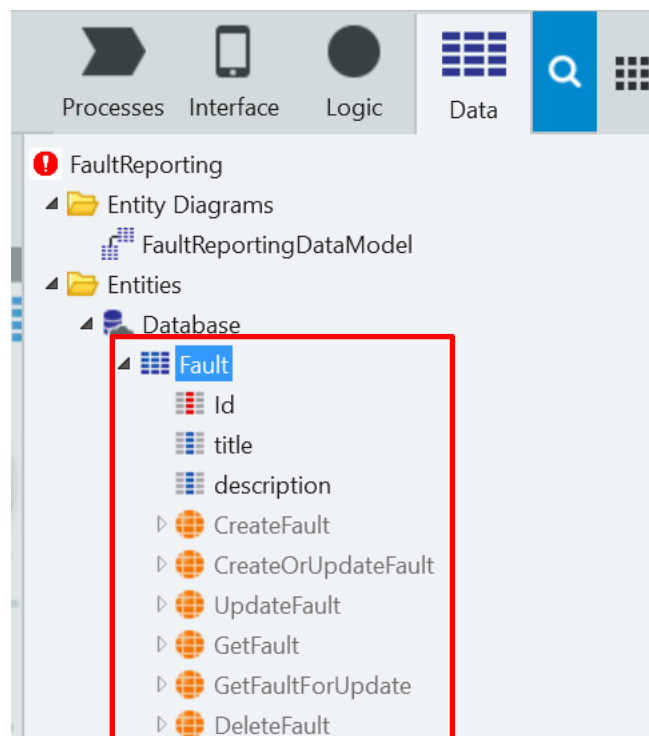 Processes Interface Logic Data
FaultReporting
Entity Diagrams
FaultReportingDataModel
Entities
Database
Fault
Id
title
description
CreateFault
CreateOrUpdateFault
UpdateFault
GetFault
GetFaultForUpdate
DeleteFault